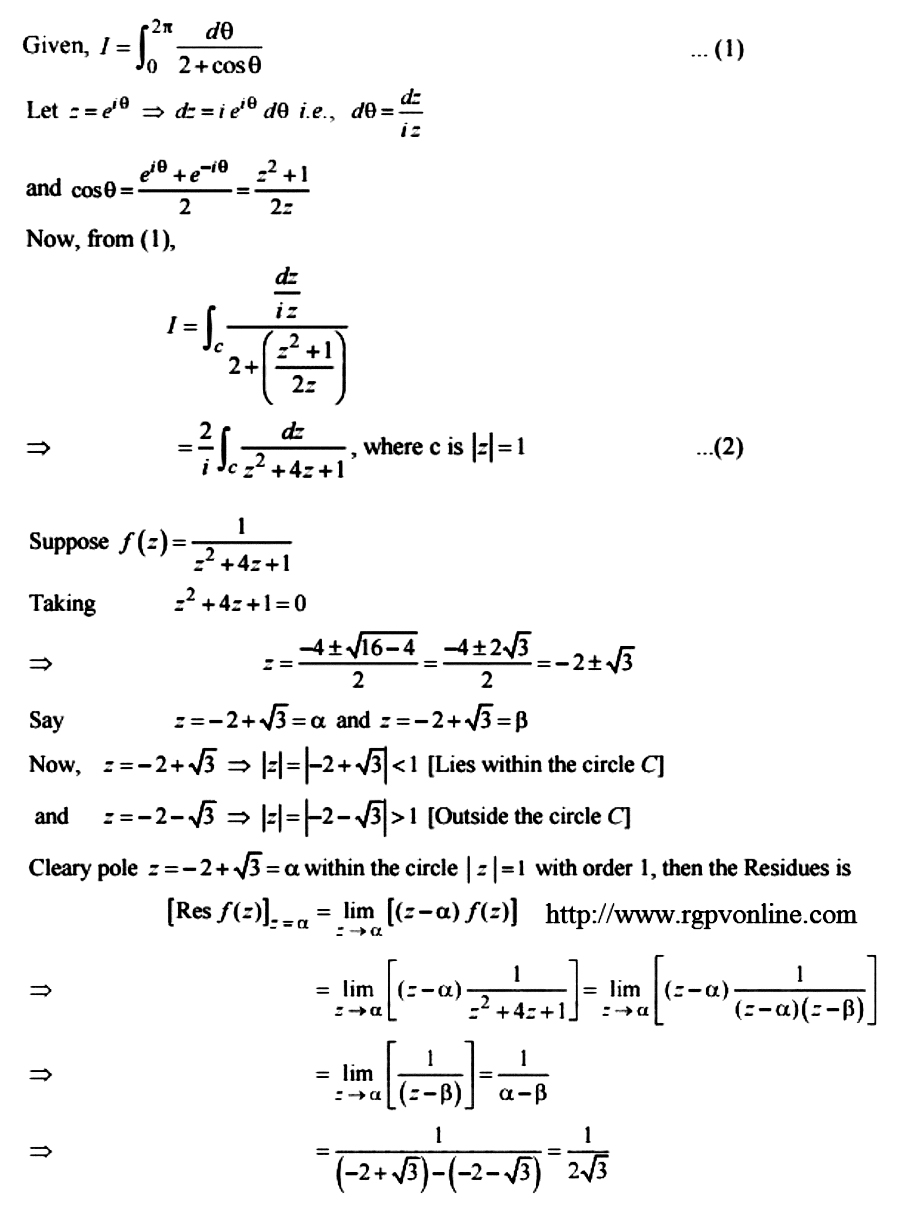 Given, I = ∫₀^{2π} dθ / (2 + cosθ) ... (1)
Let z = e^{iθ} ⇒ dz = i e^{iθ} dθ i.e., dθ = dz / (i z)
and cosθ = (e^{iθ} + e^{−iθ}) / 2 = (z² + 1) / (2z)
Now, from (1),
I = ∫_c (dz / (i z)) / (2 + ((z² + 1) / (2z)))
⇒ = (2 / i) ∫_c dz / (z² + 4z + 1), where c is |z| = 1 ...(2)
Suppose f(z) = 1 / (z² + 4z + 1)
Taking z² + 4z + 1 = 0
⇒ z = (−4 ± √(16 − 4)) / 2 = (−4 ± 2√3) / 2 = −2 ± √3
Say z = −2 + √3 = α and z = −2 + √3 = β
Now, z = −2 + √3 ⇒ |z| = |−2 + √3| < 1 [Lies within the circle C]
and z = −2 − √3 ⇒ |z| = |−2 − √3| > 1 [Outside the circle C]
Cleary pole z = −2 + √3 = α within the circle | z | = 1 with order 1, then the Residues is
[Res f(z)]_{z = α} = lim_{z → α} [(z − α) f(z)] http://www.rgpvonline.com
⇒ = lim_{z → α} [(z − α) 1 / (z² + 4z + 1)] = lim_{z → α} [(z − α) 1 / ((z − α)(z − β))]
⇒ = lim_{z → α} [1 / (z − β)] = 1 / (α − β)
⇒ = 1 / ((−2 + √3) − (−2 − √3)) = 1 / (2√3)